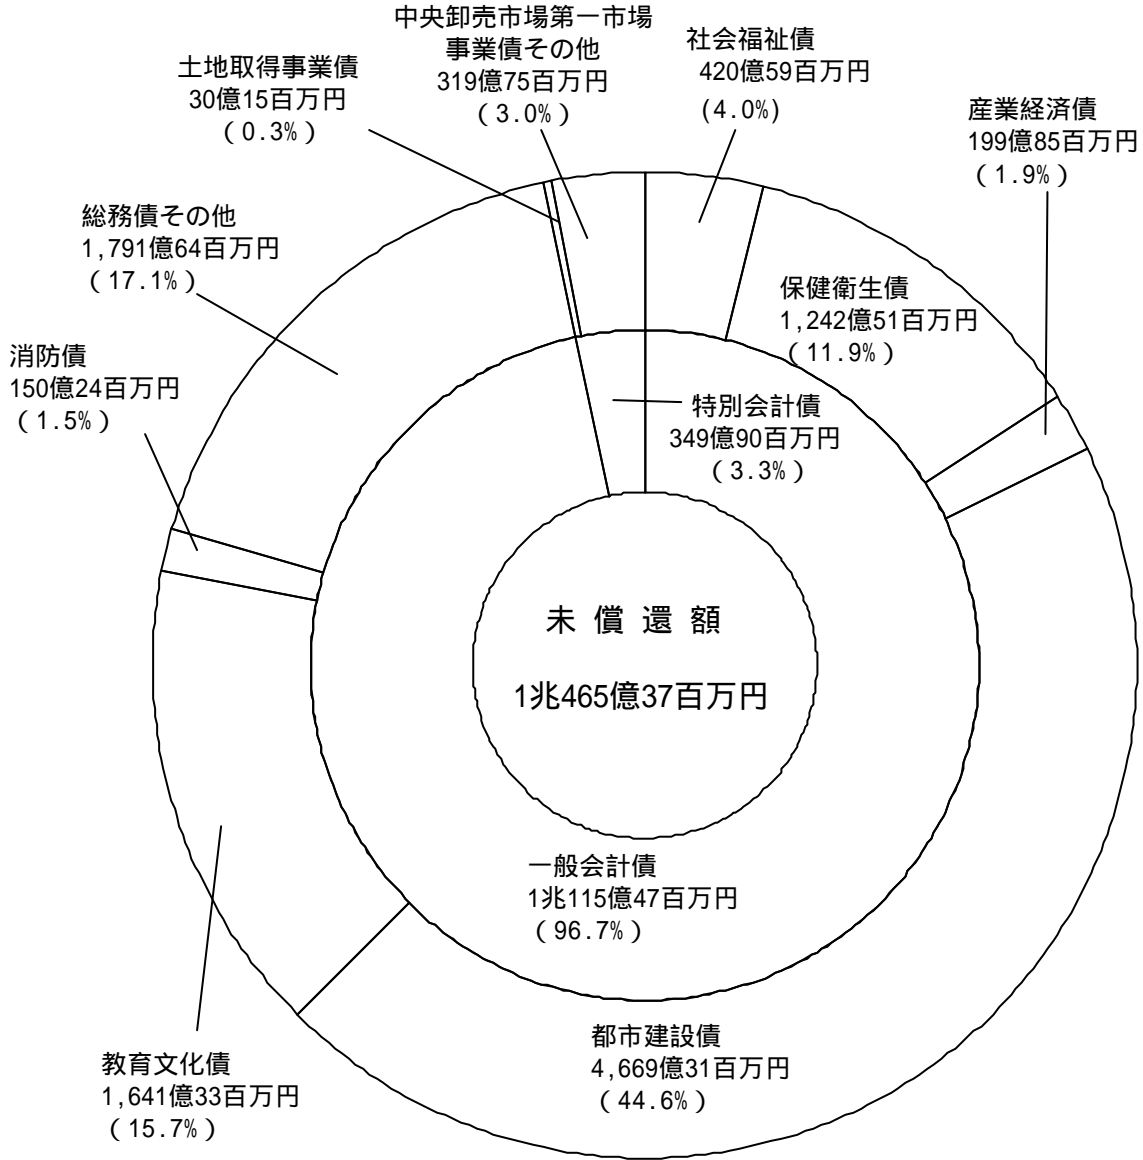 中央卸売市場第一市場
事業債その他
319億75百万円
（3.0%）
社会福祉債
420億59百万円
(4.0%)
土地取得事業債
30億15百万円
（0.3%）
産業経済債
199億85百万円
（1.9%）
総務債その他
1,791億64百万円
（17.1%）
保健衛生債
1,242億51百万円
（11.9%）
消防債
150億24百万円
（1.5%）
特別会計債
349億90百万円
（3.3%）
未償還額
1兆465億37百万円
一般会計債
1兆115億47百万円
（96.7%）
都市建設債
4,669億31百万円
（44.6%）
教育文化債
1,641億33百万円
（15.7%）